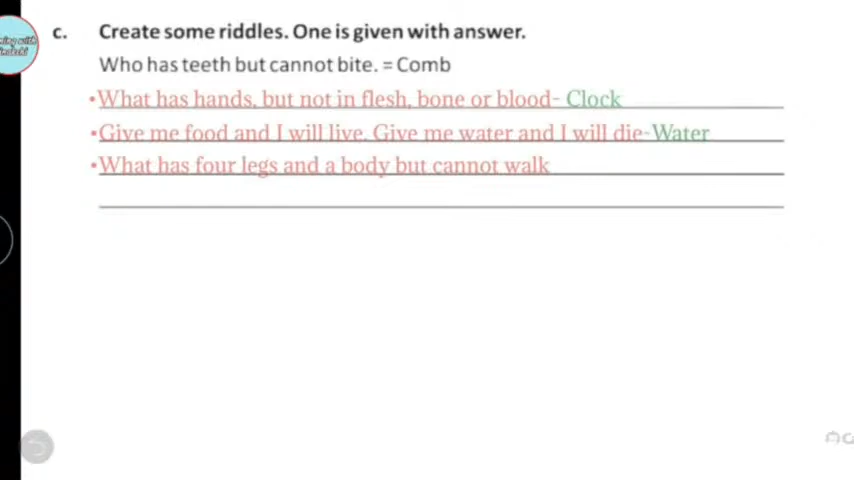 c. Create some riddles. One is given with answer.
Who has teeth but cannot bite. = Comb
•What has hands, but not in flesh, bone or blood- Clock
•Give me food and I will live. Give me water and I will die-Water
•What has four legs and a body but cannot walk